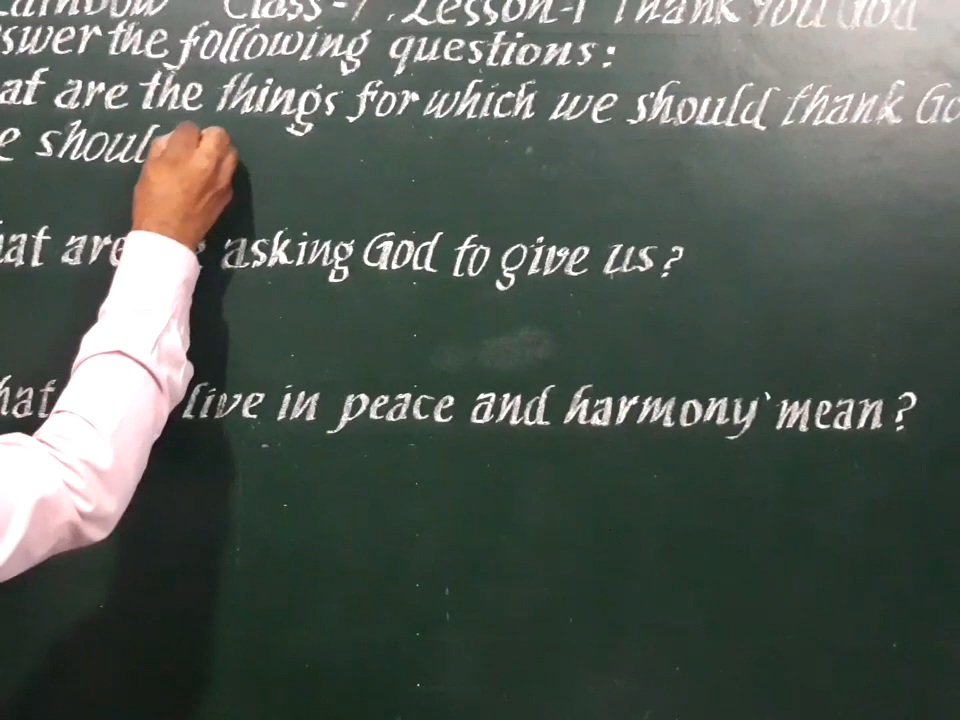 Class-7, Lesson-1 Thank you God
swer the following questions:
at are the things for which we should thank Go
e shoul
at are asking God to give us?
hat live in peace and harmony' mean?